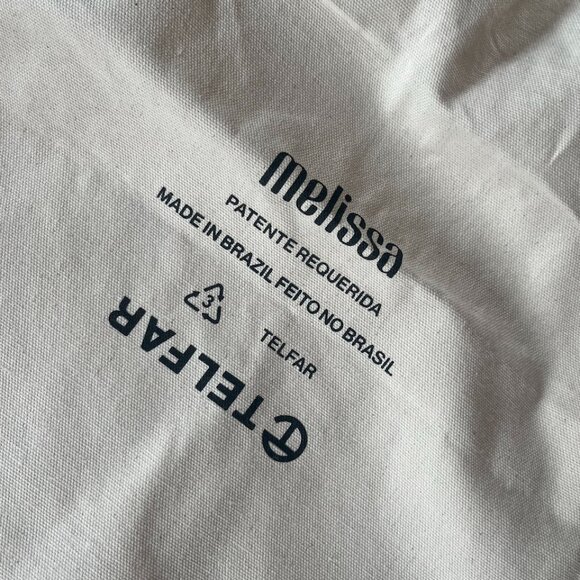 melissa
PATENTE REQUERIDA
MADE IN BRAZIL FEITO NO BRASIL
3
TELFAR
TELFAR